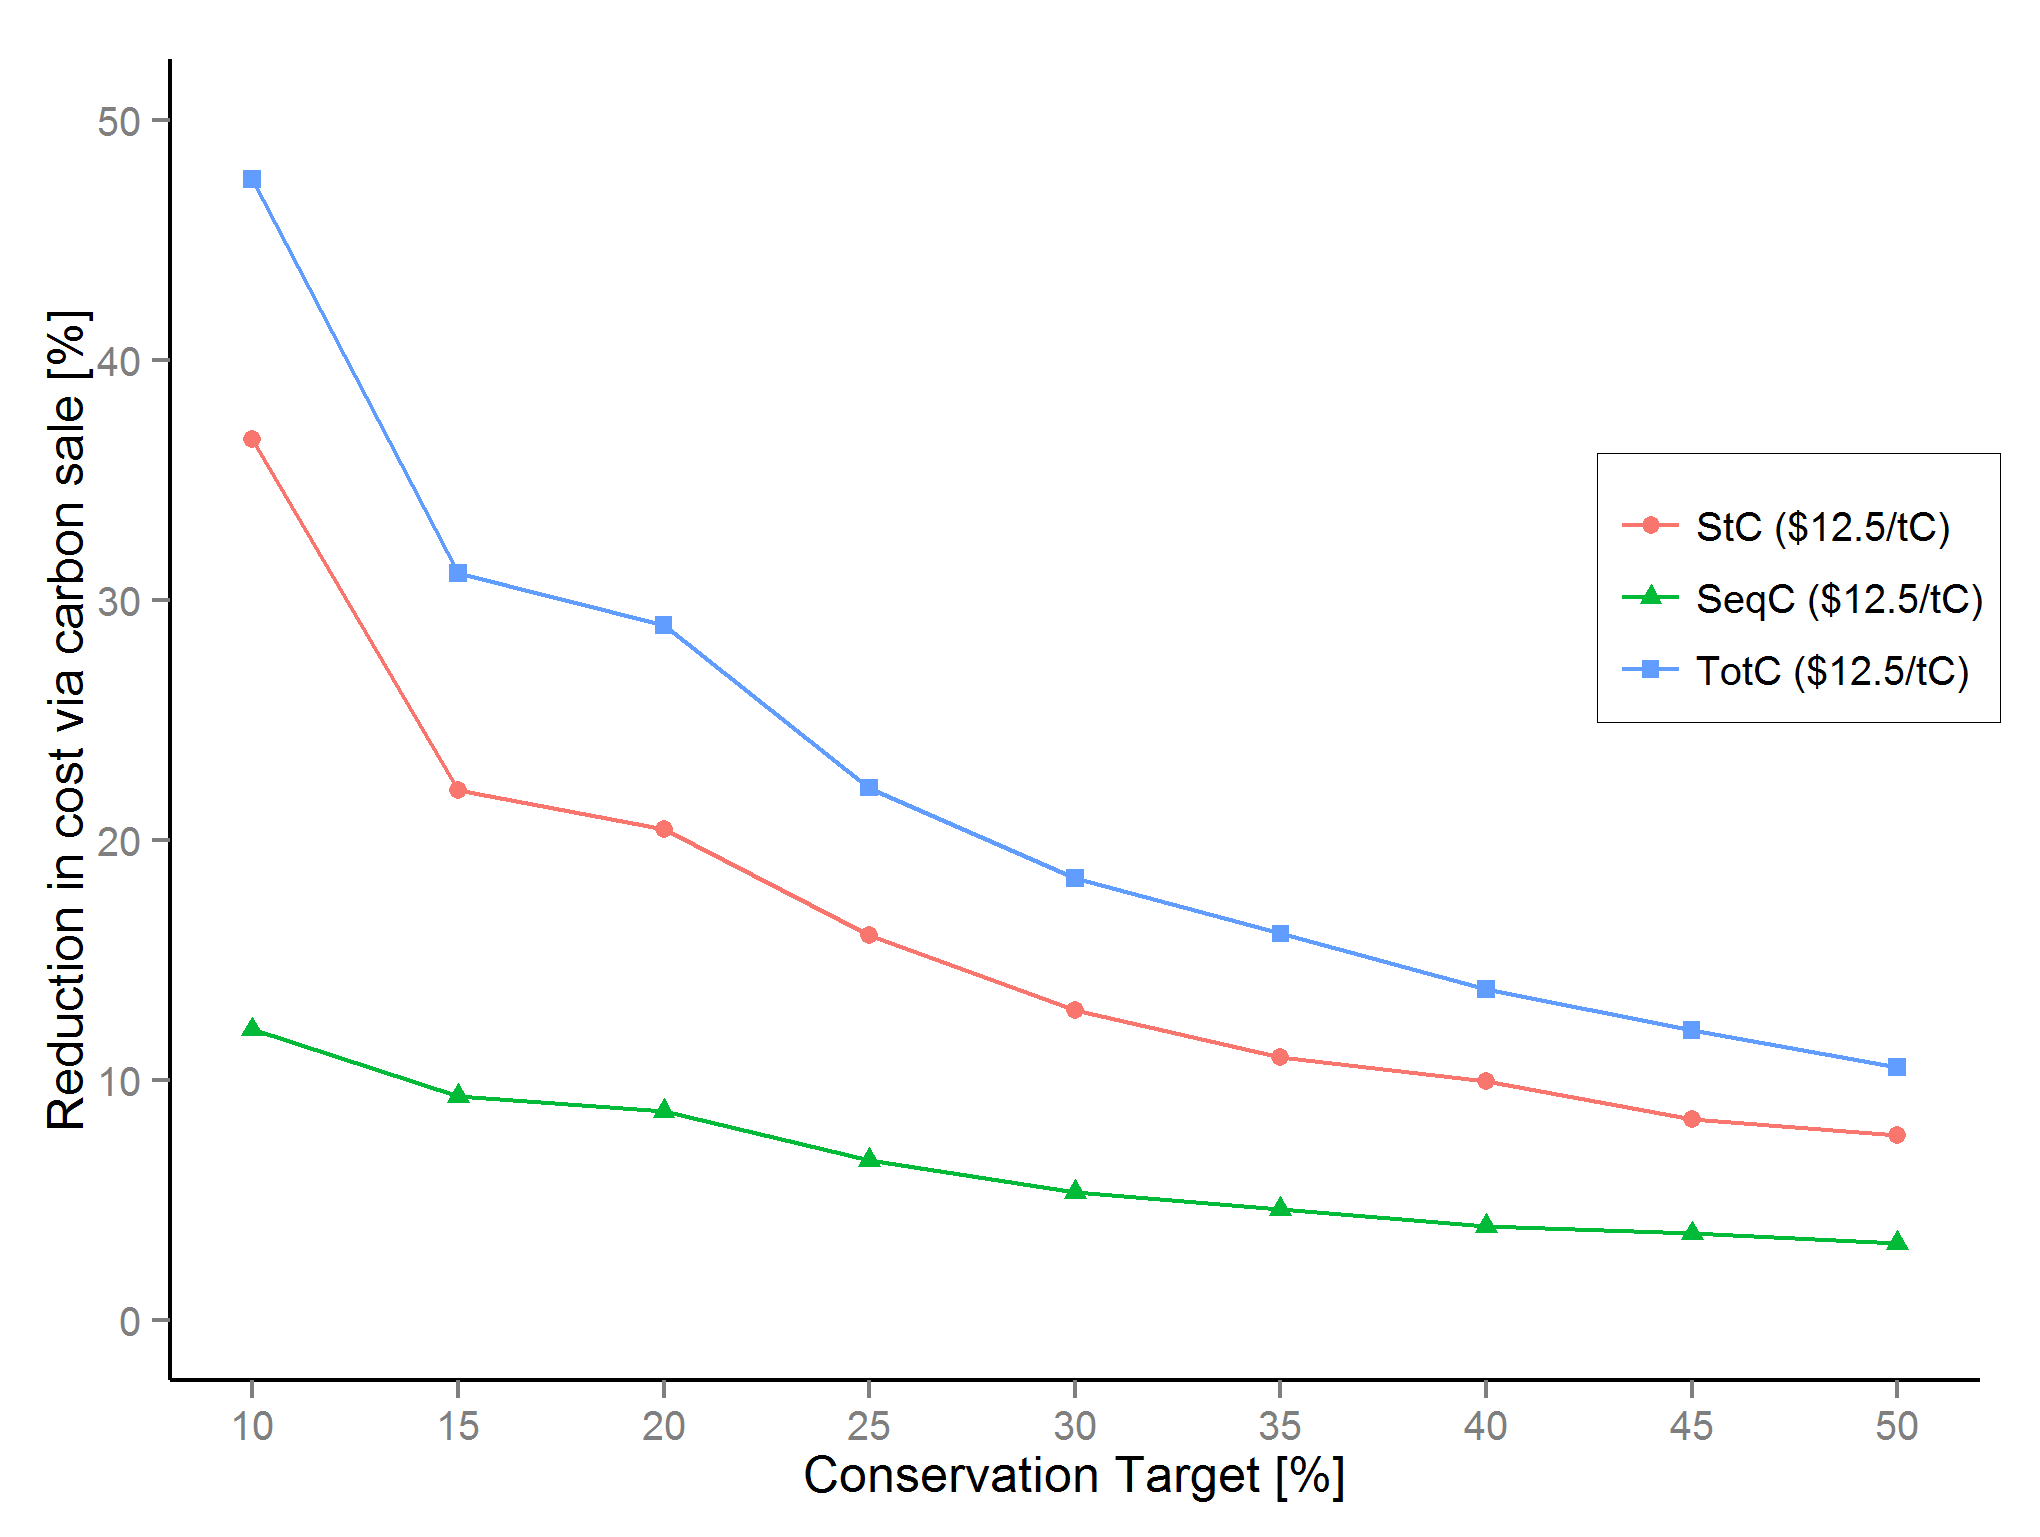 Reduction in cost via carbon sale [%]
50
40
30
20
10
0
StC ($12.5/tC)
SeqC ($12.5/tC)
TotC ($12.5/tC)
10 15 20 25 30 35 40 45 50
Conservation Target [%]